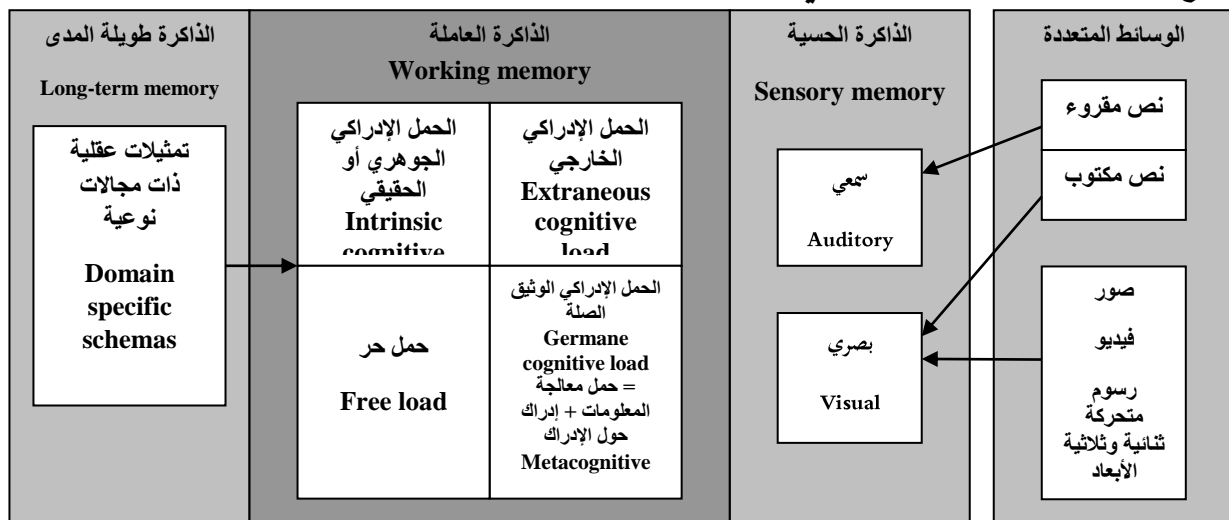 الوسائط المتعددة
نص مقروء
نص مكتوب
صور
فيديو
رسوم
متحركة
ثنائية وثلاثية
الأبعاد
الذاكرة الحسية
Sensory memory
سمعي
Auditory
بصري
Visual
الذاكرة العاملة
Working memory
الحمل الإدراكي
الخارجي
Extraneous
cognitive
load
الحمل الإدراكي
الجوهري أو
الحقيقي
Intrinsic
cognitive
الحمل الإدراكي الوثيق
الصلة
Germane
cognitive load
= حمل معالجة
المعلومات + إدراك
حول الإدراك
Metacognitive
حمل حر
Free load
الذاكرة طويلة المدى
Long-term memory
تمثيلات عقلية
ذات مجالات
نوعية
Domain
specific
schemas